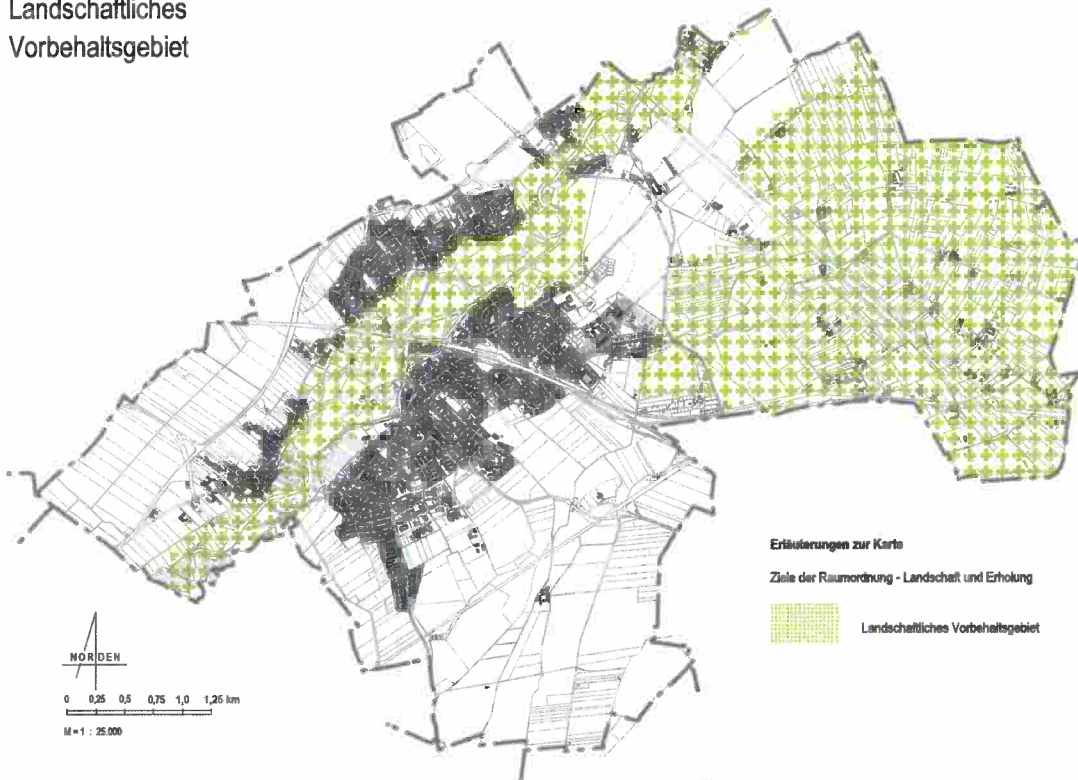 Landschaftliches
Vorbehaltsgebiet
Erläuterungen zur Karte
Ziele der Raumordnung - Landschaft und Erholung
Landschaftliches Vorbehaltsgebiet
NORDEN
0 0,25 0,5 0,75 1,0 1,25 km
M = 1 : 25.000